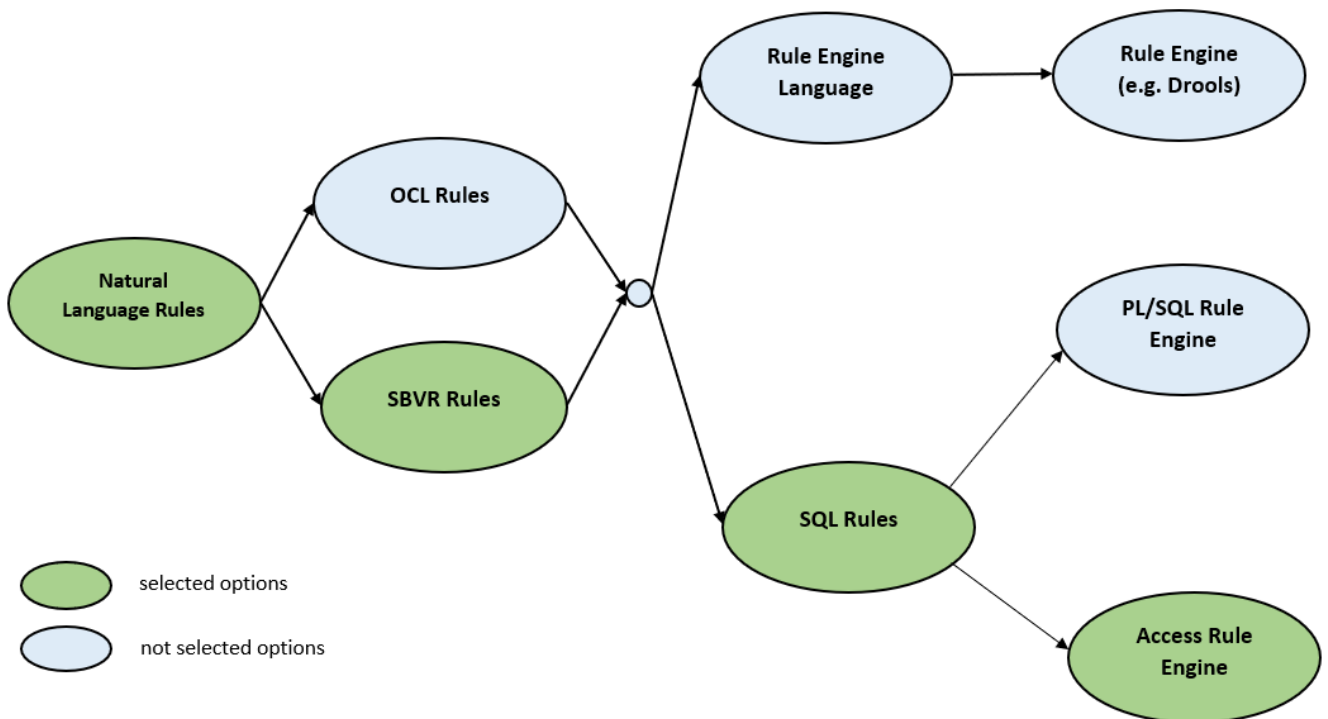 Rule Engine
Language
Rule Engine
(e.g. Drools)
OCL Rules
Natural
Language Rules
PL/SQL Rule
Engine
SBVR Rules
SQL Rules
selected options
not selected options
Access Rule
Engine